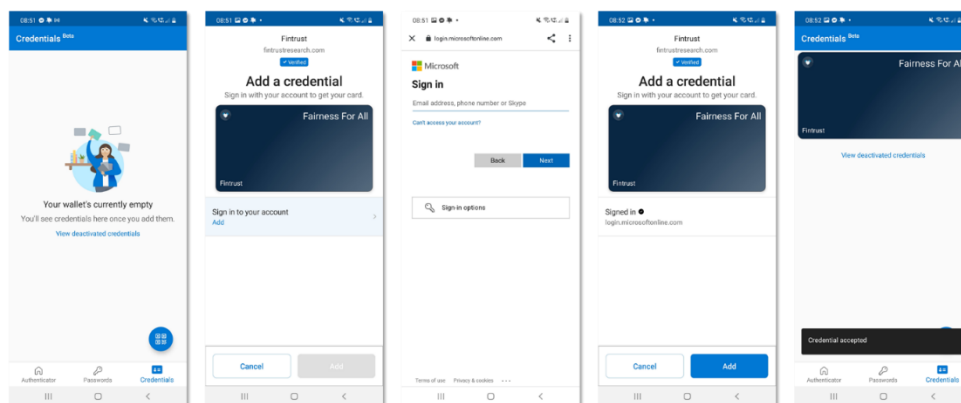 08:51
Credentials Beta
Your wallet's currently empty
You'll see credentials here once you add them.
View deactivated credentials
Authenticator
Passwords
Credentials
08:51
Fintrust
fintrustresearch.com
Verified
Add a credential
Sign in with your account to get your card.
Fairness For All
Fintrust
Sign in to your account
Add
Cancel
Add
08:51
login.microsoftonline.com
Microsoft
Sign in
Email address, phone number or Skype
Can't access your account?
Back
Next
Sign-in options
Terms of use Privacy & cookies ...
08:52
Fintrust
fintrustresearch.com
Verified
Add a credential
Sign in with your account to get your card.
Fairness For All
Fintrust
Signed in
login.microsoftonline.com
Cancel
Add
08:52
Credentials Beta
Fairness For All
Fintrust
View deactivated credentials
Credential accepted
Authenticator
Passwords
Credentials